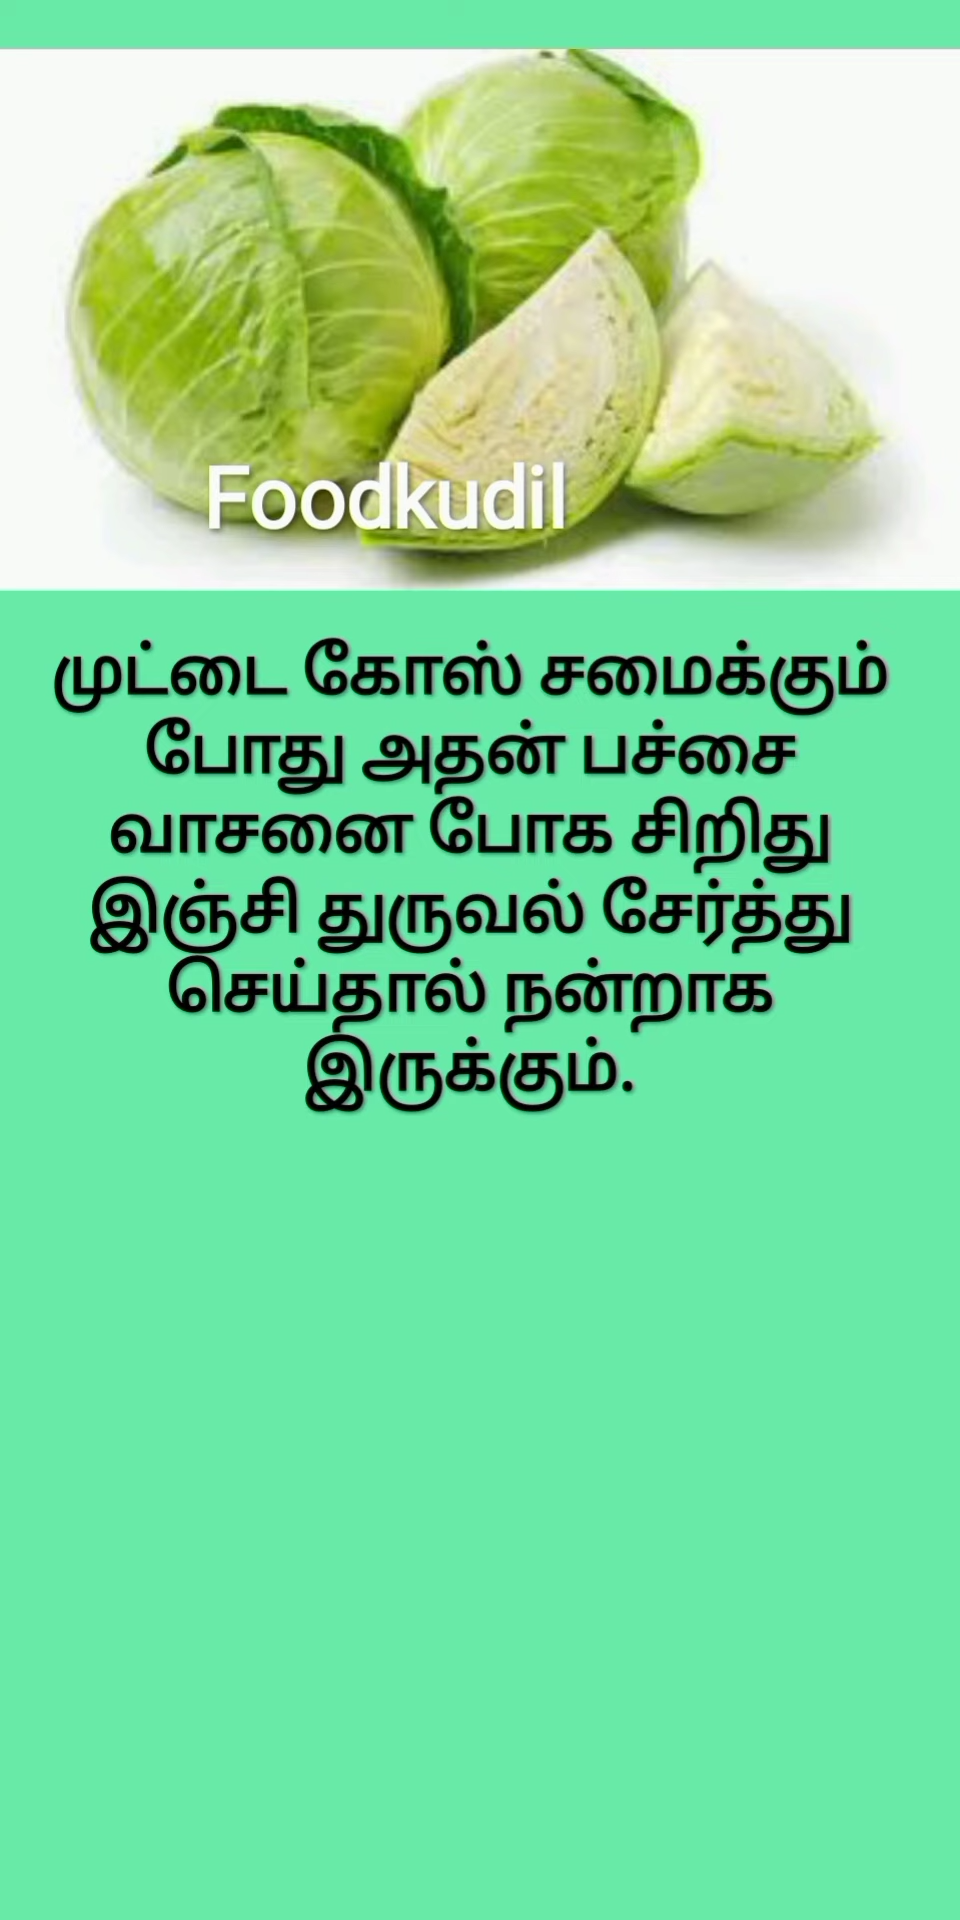 Foodkudil
முட்டை கோஸ் சமைக்கும்
போது அதன் பச்சை
வாசனை போக சிறிது
இஞ்சி துருவல் சேர்த்து
செய்தால் நன்றாக
இருக்கும்.